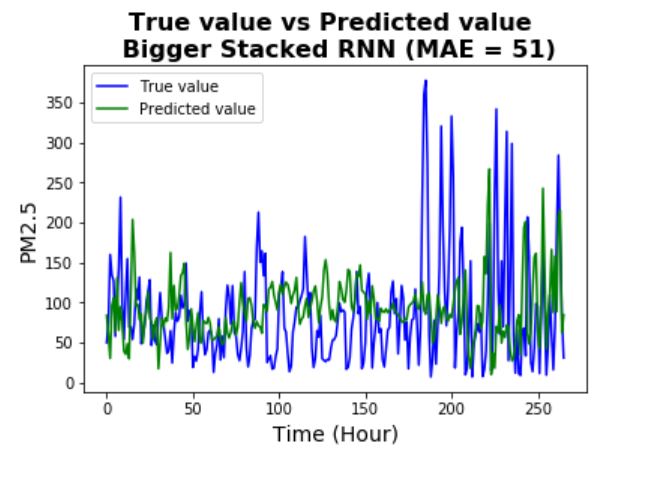 True value vs Predicted value
Bigger Stacked RNN (MAE = 51)
True value
Predicted value
PM2.5
350
300
250
200
150
100
50
0
0 50 100 150 200 250
Time (Hour)